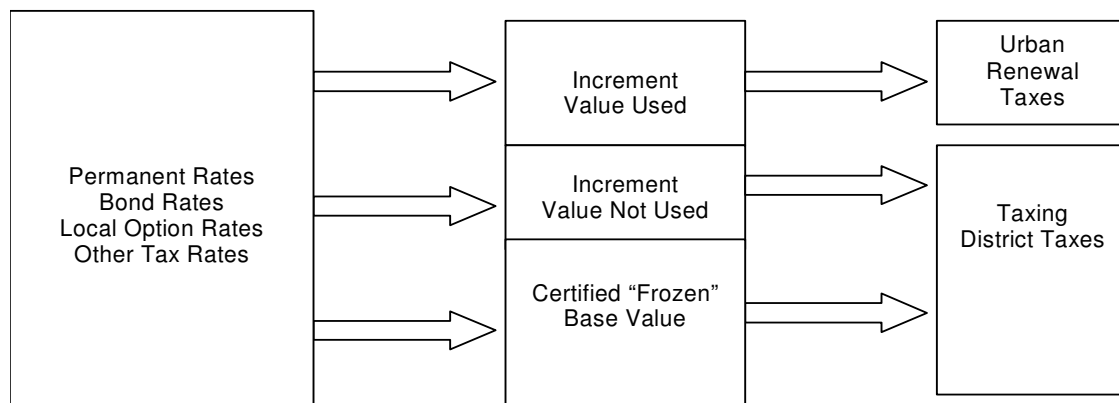 Permanent Rates
Bond Rates
Local Option Rates
Other Tax Rates
Increment
Value Used
Increment
Value Not Used
Certified “Frozen”
Base Value
Urban
Renewal
Taxes
Taxing
District Taxes